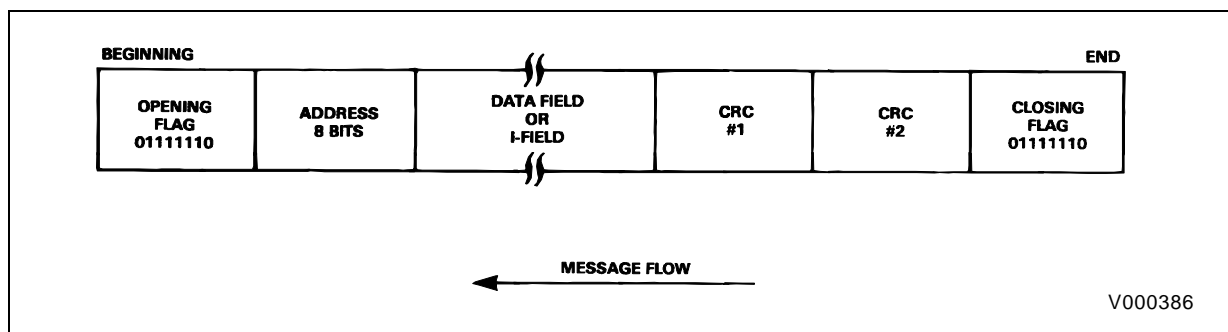 BEGINNING
END
OPENING
FLAG
01111110
ADDRESS
8 BITS
DATA FIELD
OR
I-FIELD
CRC
#1
CRC
#2
CLOSING
FLAG
01111110
MESSAGE FLOW
V000386